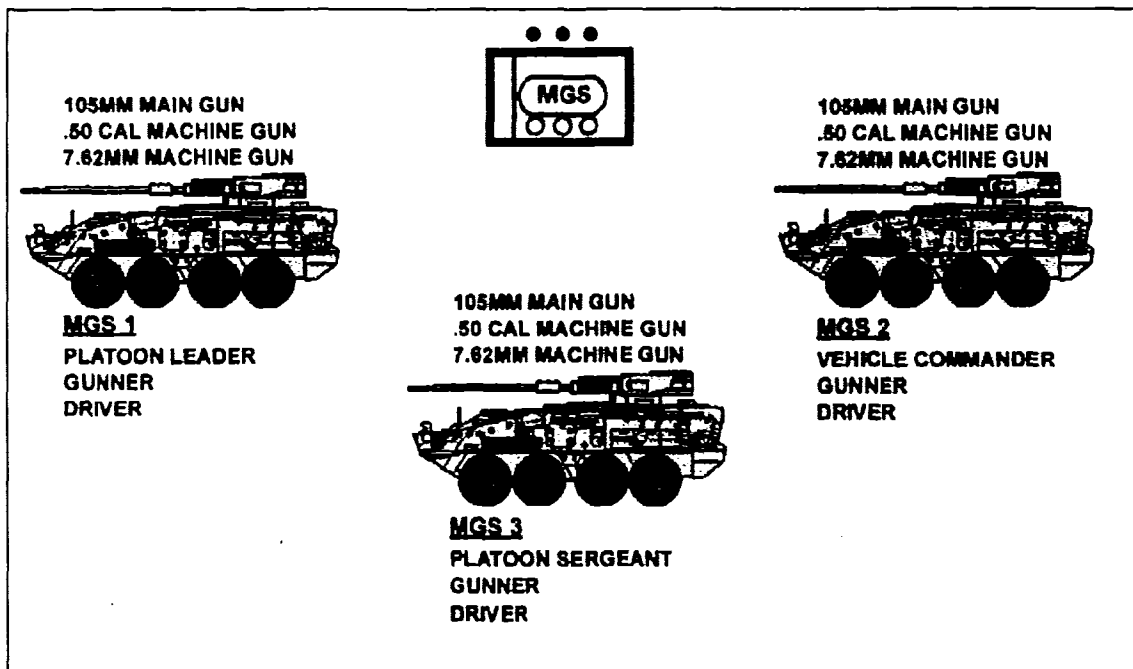 MGS
105MM MAIN GUN
.50 CAL MACHINE GUN
7.62MM MACHINE GUN
MGS 1
PLATOON LEADER
GUNNER
DRIVER
105MM MAIN GUN
.50 CAL MACHINE GUN
7.62MM MACHINE GUN
MGS 2
VEHICLE COMMANDER
GUNNER
DRIVER
105MM MAIN GUN
.50 CAL MACHINE GUN
7.62MM MACHINE GUN
MGS 3
PLATOON SERGEANT
GUNNER
DRIVER